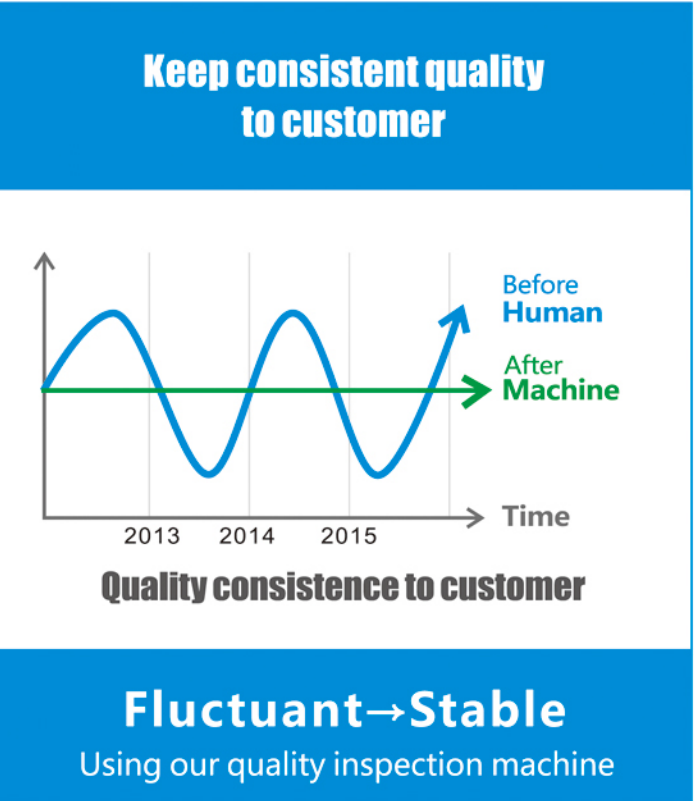 Keep consistent quality
to customer
Before
Human
After
Machine
Time
2013 2014 2015
Quality consistence to customer
Fluctuant→Stable
Using our quality inspection machine